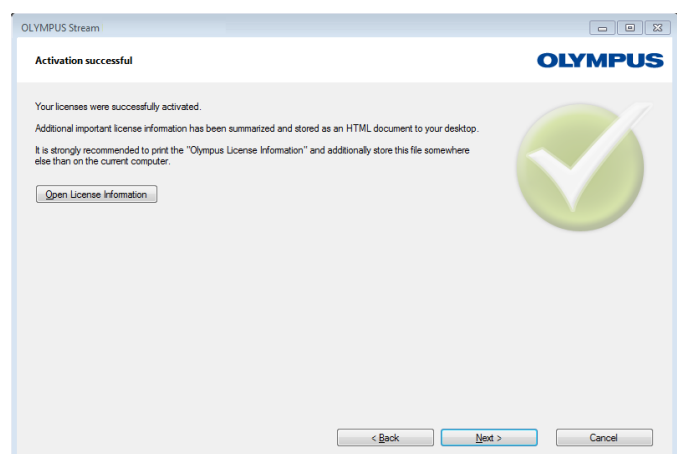 OLYMPUS Stream
Activation successful
OLYMPUS
Your licenses were successfully activated.
Additional important license information has been summarized and stored as an HTML document to your desktop.
It is strongly recommended to print the "Olympus License Information" and additionally store this file somewhere
else than on the current computer.
Open License Information
< Back
Next >
Cancel